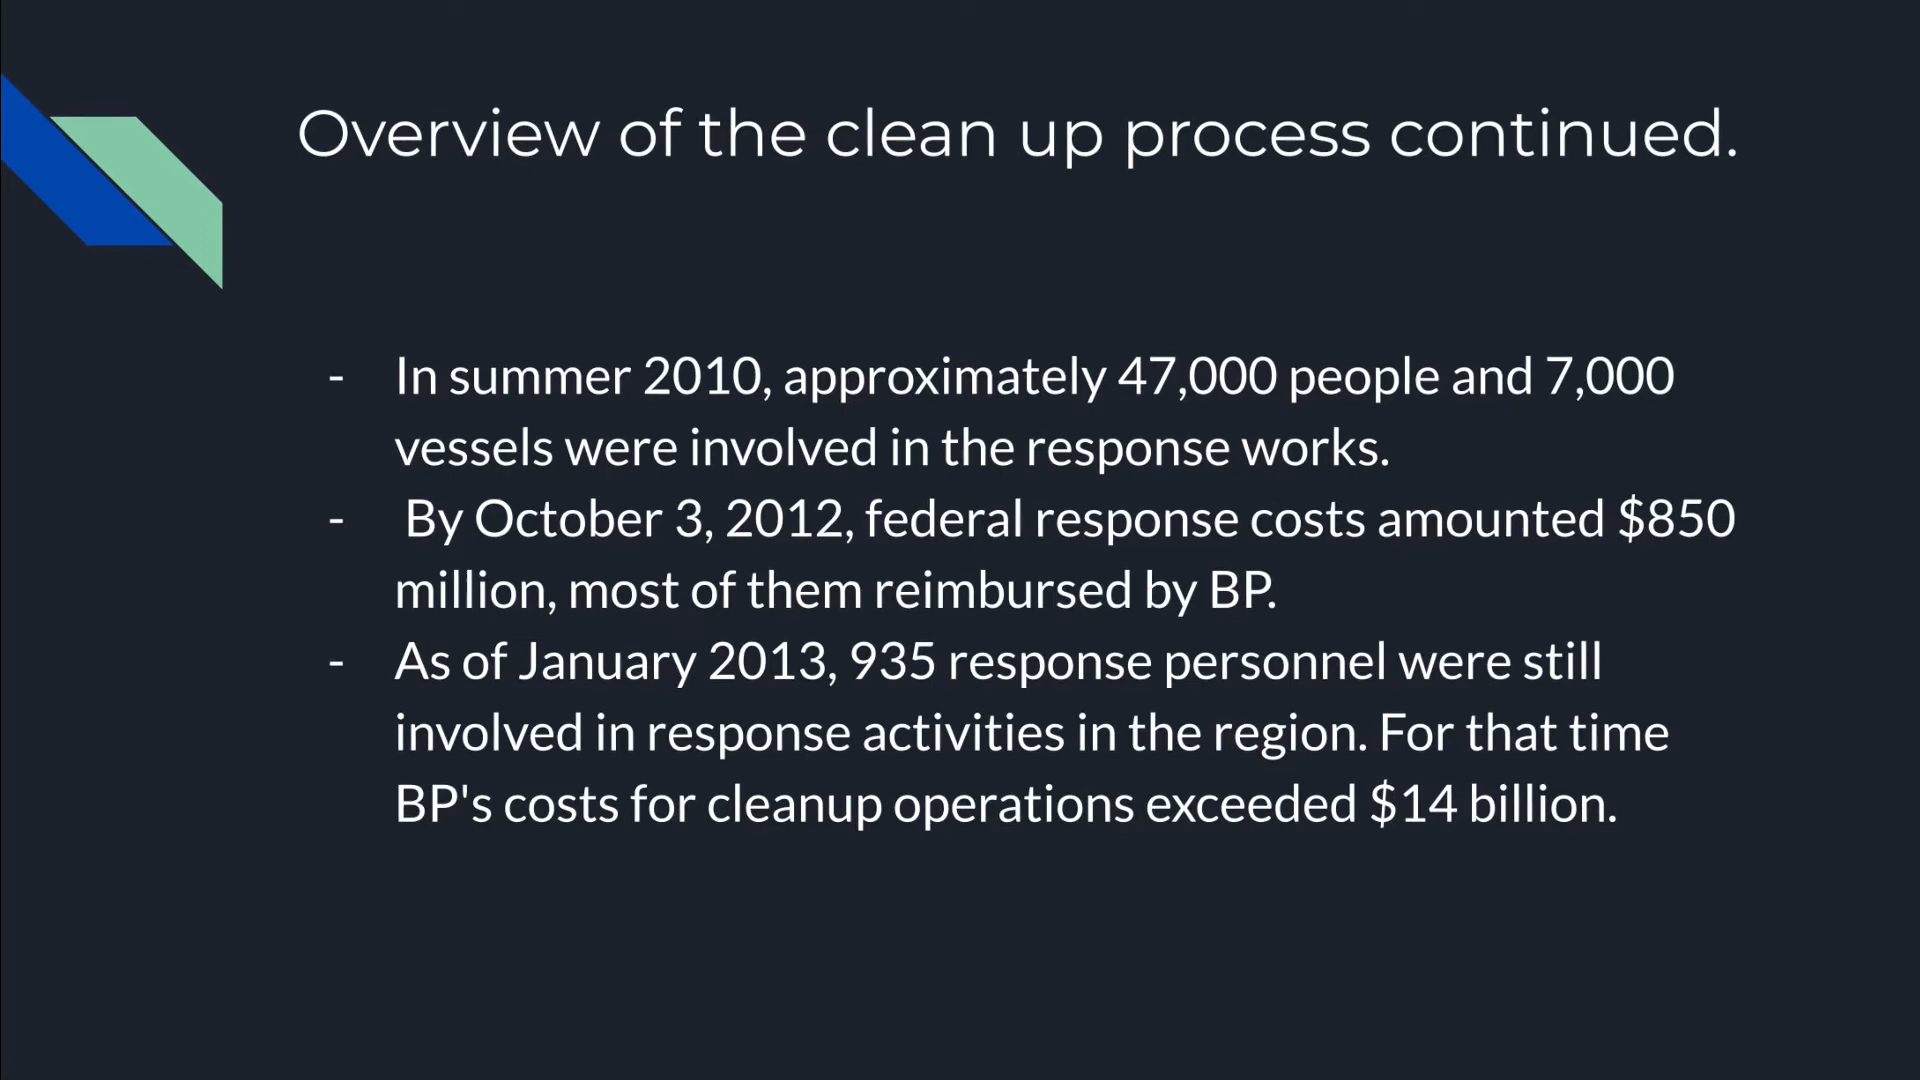 Overview of the clean up process continued.
- In summer 2010, approximately 47,000 people and 7,000
vessels were involved in the response works.
- By October 3, 2012, federal response costs amounted $850
million, most of them reimbursed by BP.
- As of January 2013, 935 response personnel were still
involved in response activities in the region. For that time
BP's costs for cleanup operations exceeded $14 billion.